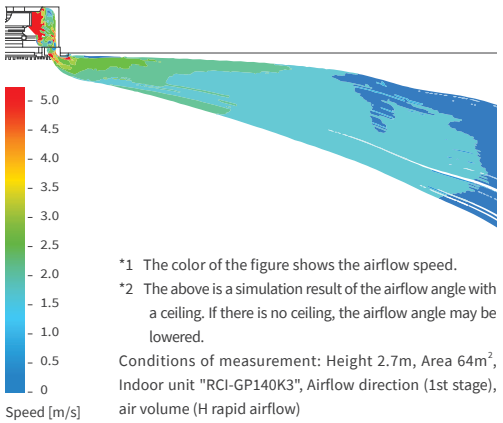 5.0
4.5
4.0
3.5
3.0
2.5
2.0
1.5
1.0
0.5
0
Speed [m/s]
*1 The color of the figure shows the airflow speed.
*2 The above is a simulation result of the airflow angle with
a ceiling. If there is no ceiling, the airflow angle may be
lowered.
Conditions of measurement: Height 2.7m, Area 64m²,
Indoor unit "RCI-GP140K3", Airflow direction (1st stage),
air volume (H rapid airflow)